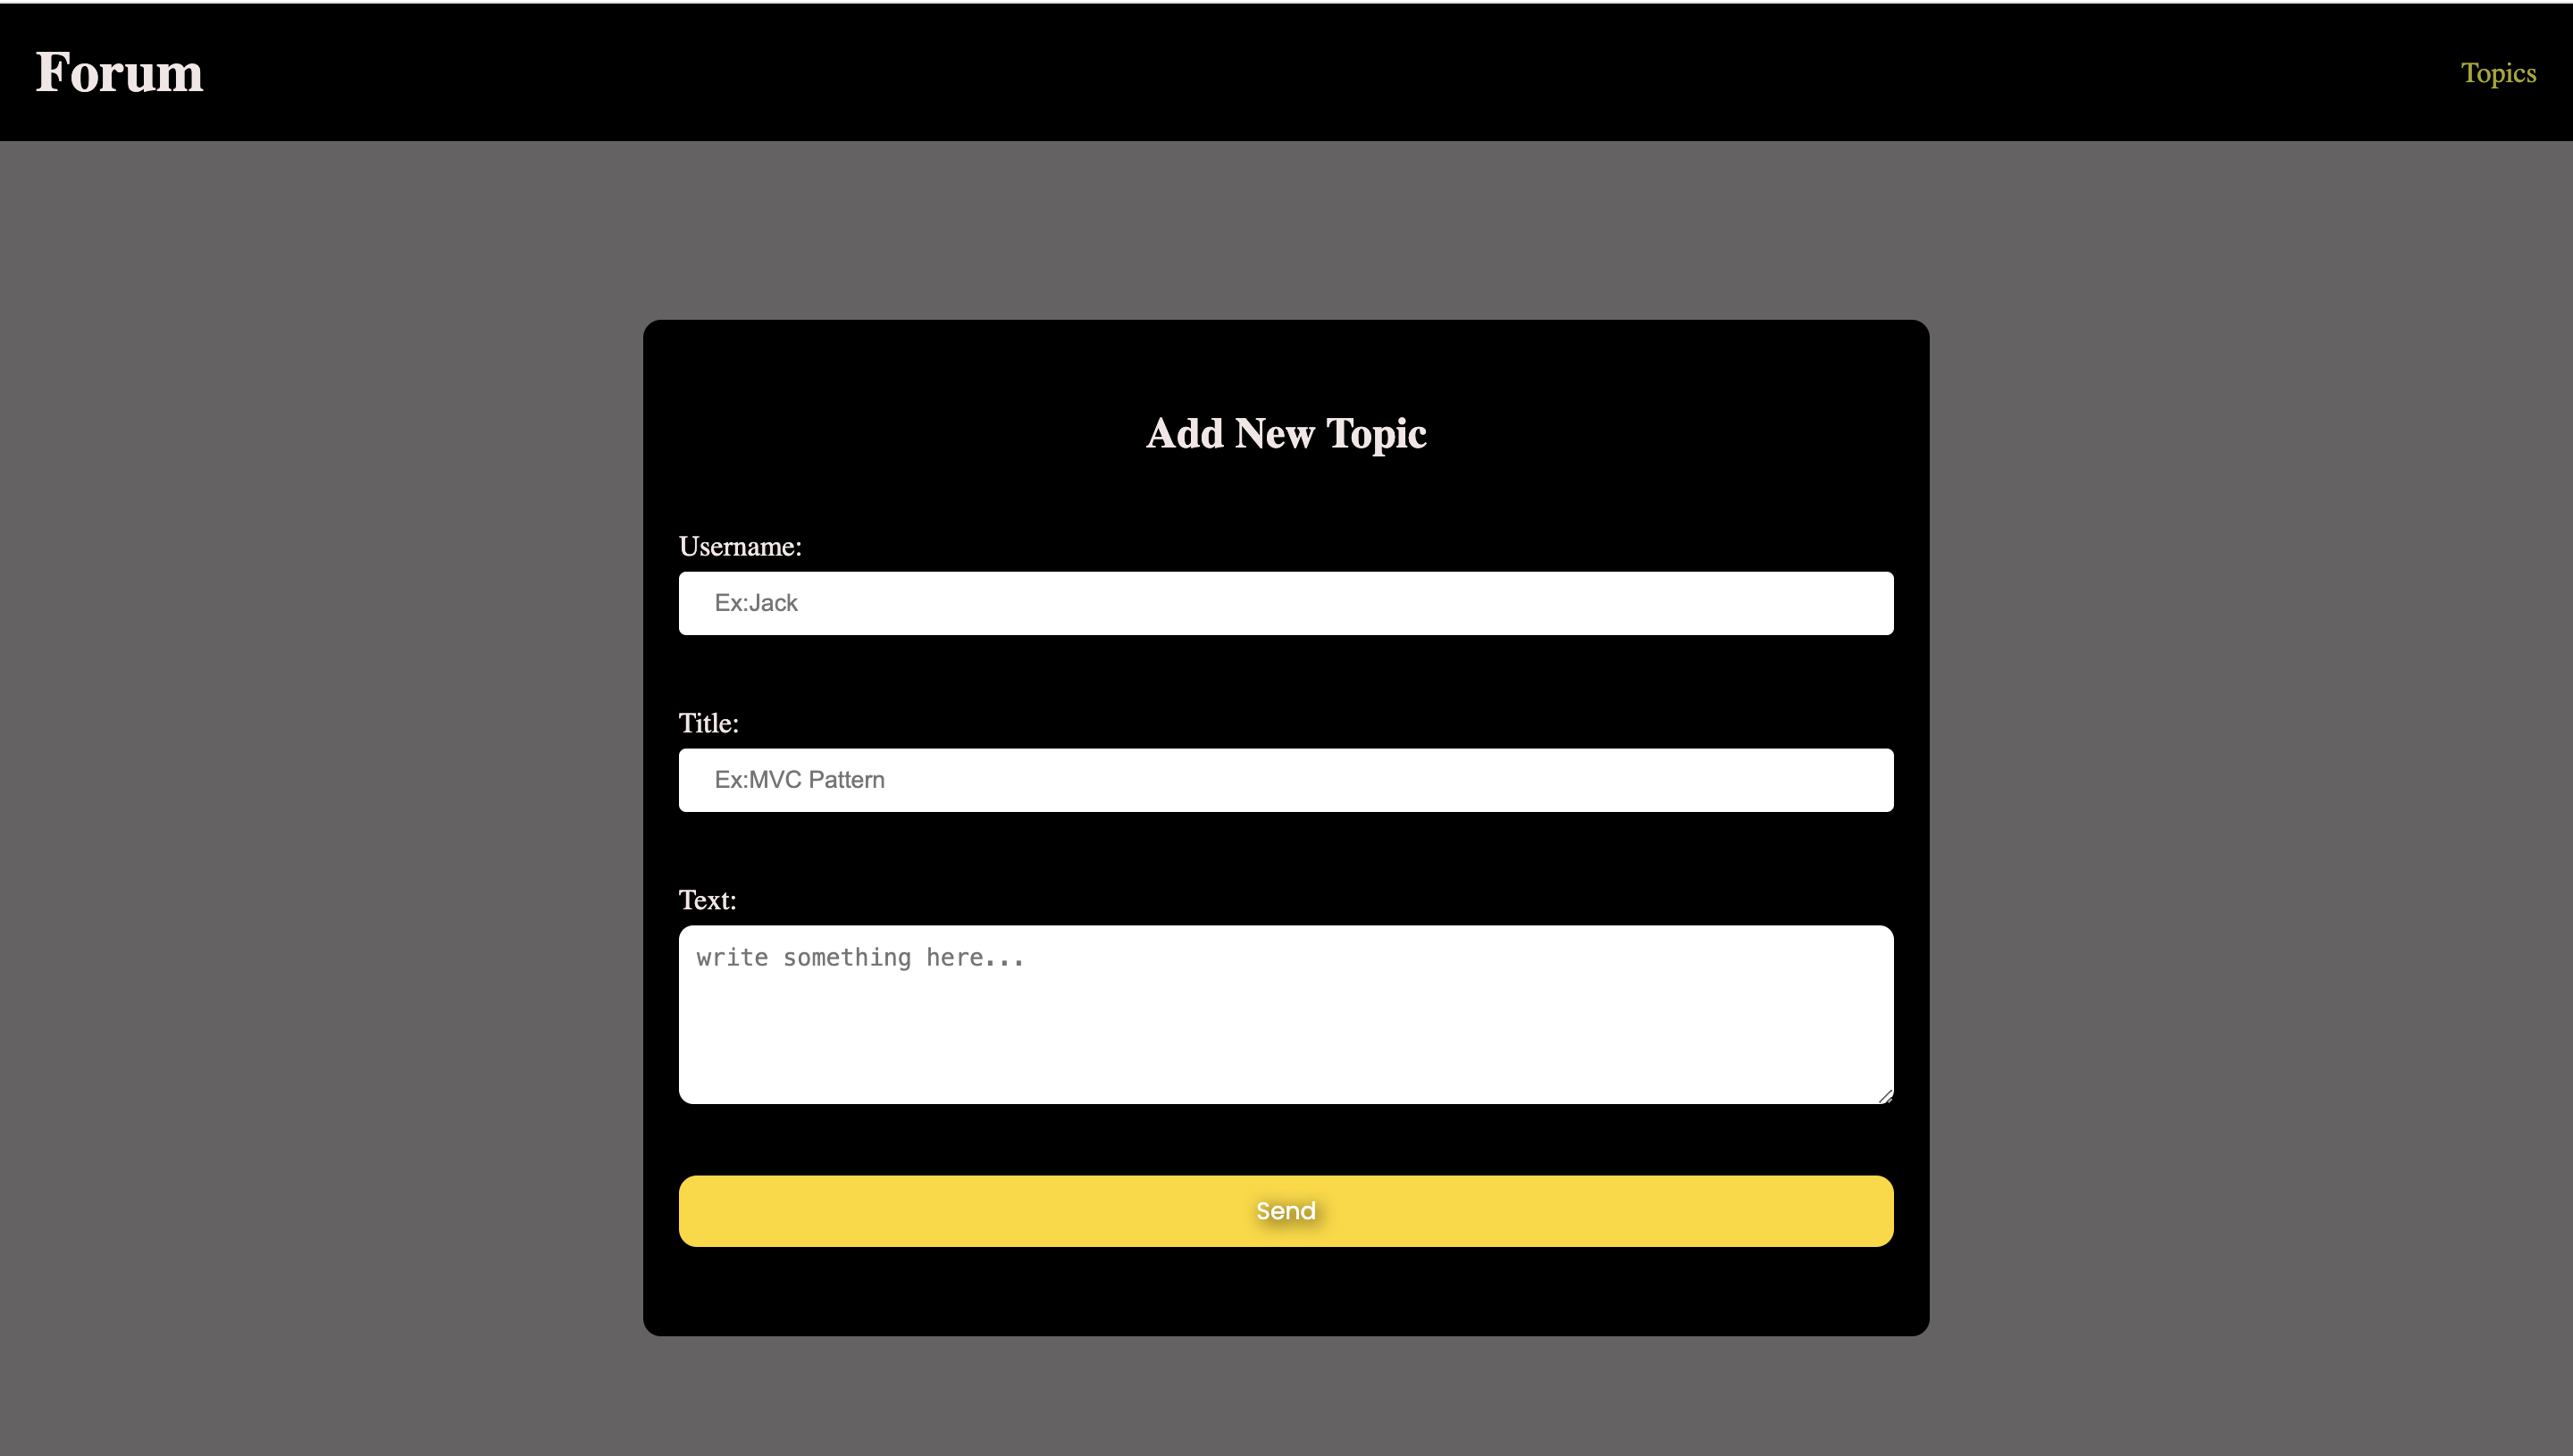 Forum
Topics
Add New Topic
Username:
Ex:Jack
Title:
Ex:MVC Pattern
Text:
write something here...
Send